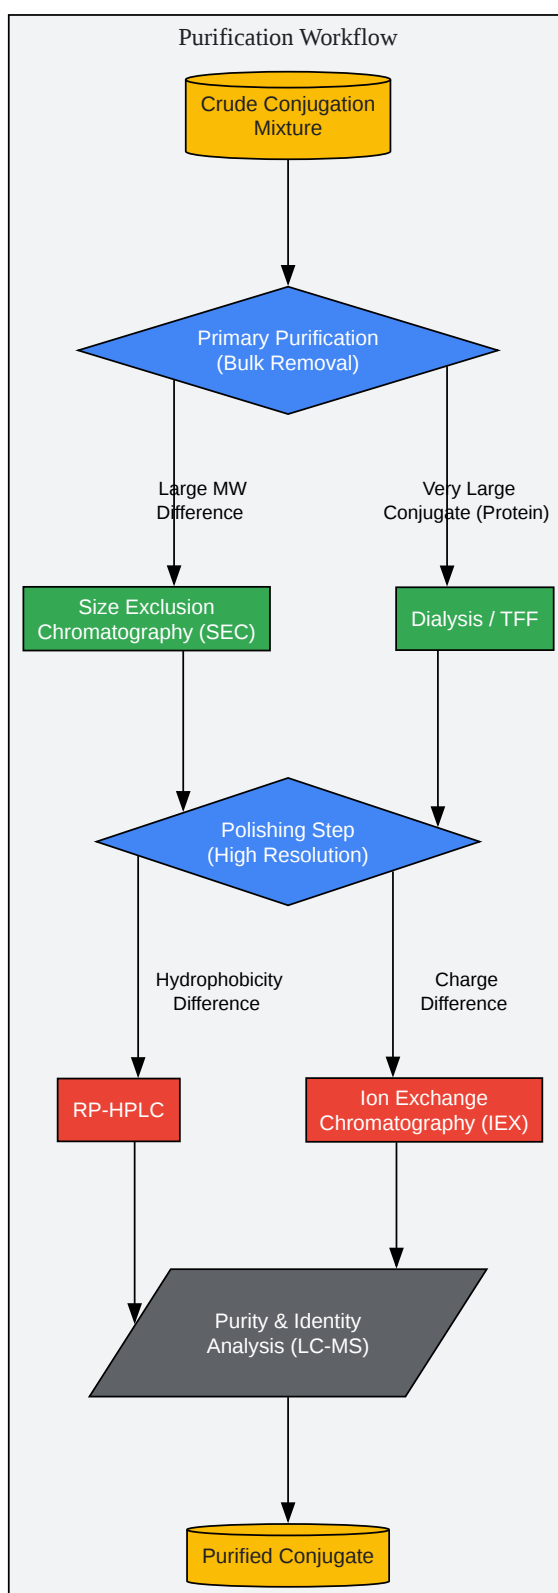 Purification Workflow
Crude Conjugation
Mixture
Primary Purification
(Bulk Removal)
Large MW
Difference
Very Large
Conjugate (Protein)
Size Exclusion
Chromatography (SEC)
Dialysis / TFF
Polishing Step
(High Resolution)
Hydrophobicity
Difference
Charge
Difference
RP-HPLC
Ion Exchange
Chromatography (IEX)
Purity & Identity
Analysis (LC-MS)
Purified Conjugate